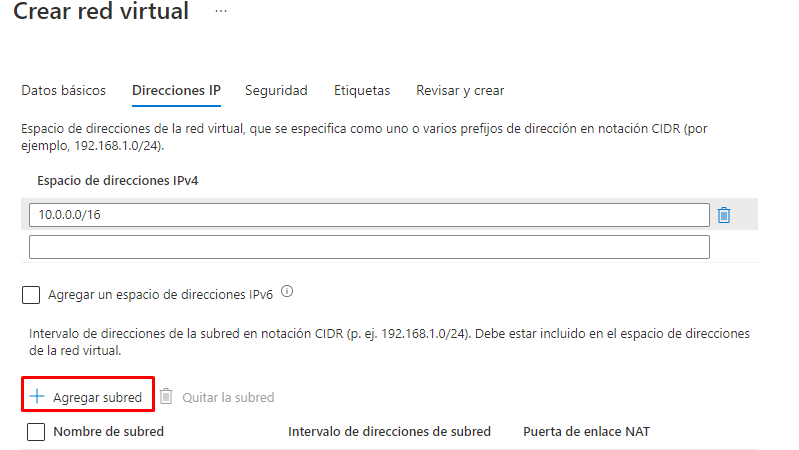 Crear red virtual ...
Datos básicos Direcciones IP Seguridad Etiquetas Revisar y crear
Espacio de direcciones de la red virtual, que se especifica como uno o varios prefijos de dirección en notación CIDR (por
ejemplo, 192.168.1.0/24).
Espacio de direcciones IPv4
10.0.0.0/16
Agregar un espacio de direcciones IPv6
Intervalo de direcciones de la subred en notación CIDR (p. ej. 192.168.1.0/24). Debe estar incluido en el espacio de direcciones
de la red virtual.
+ Agregar subred Quitar la subred
Nombre de subred Intervalo de direcciones de subred Puerta de enlace NAT